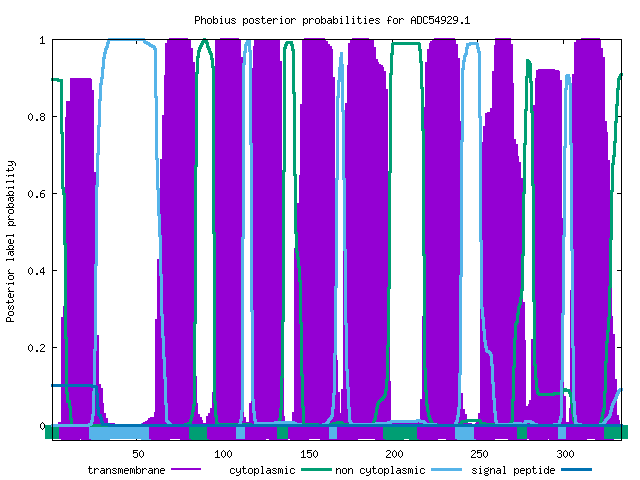 Phobius posterior probabilities for ADC54929.1
1
0.8
0.6
0.4
0.2
0
Posterior label probability
50 100 150 200 250 300
transmembrane cytoplasmic non cytoplasmic signal peptide